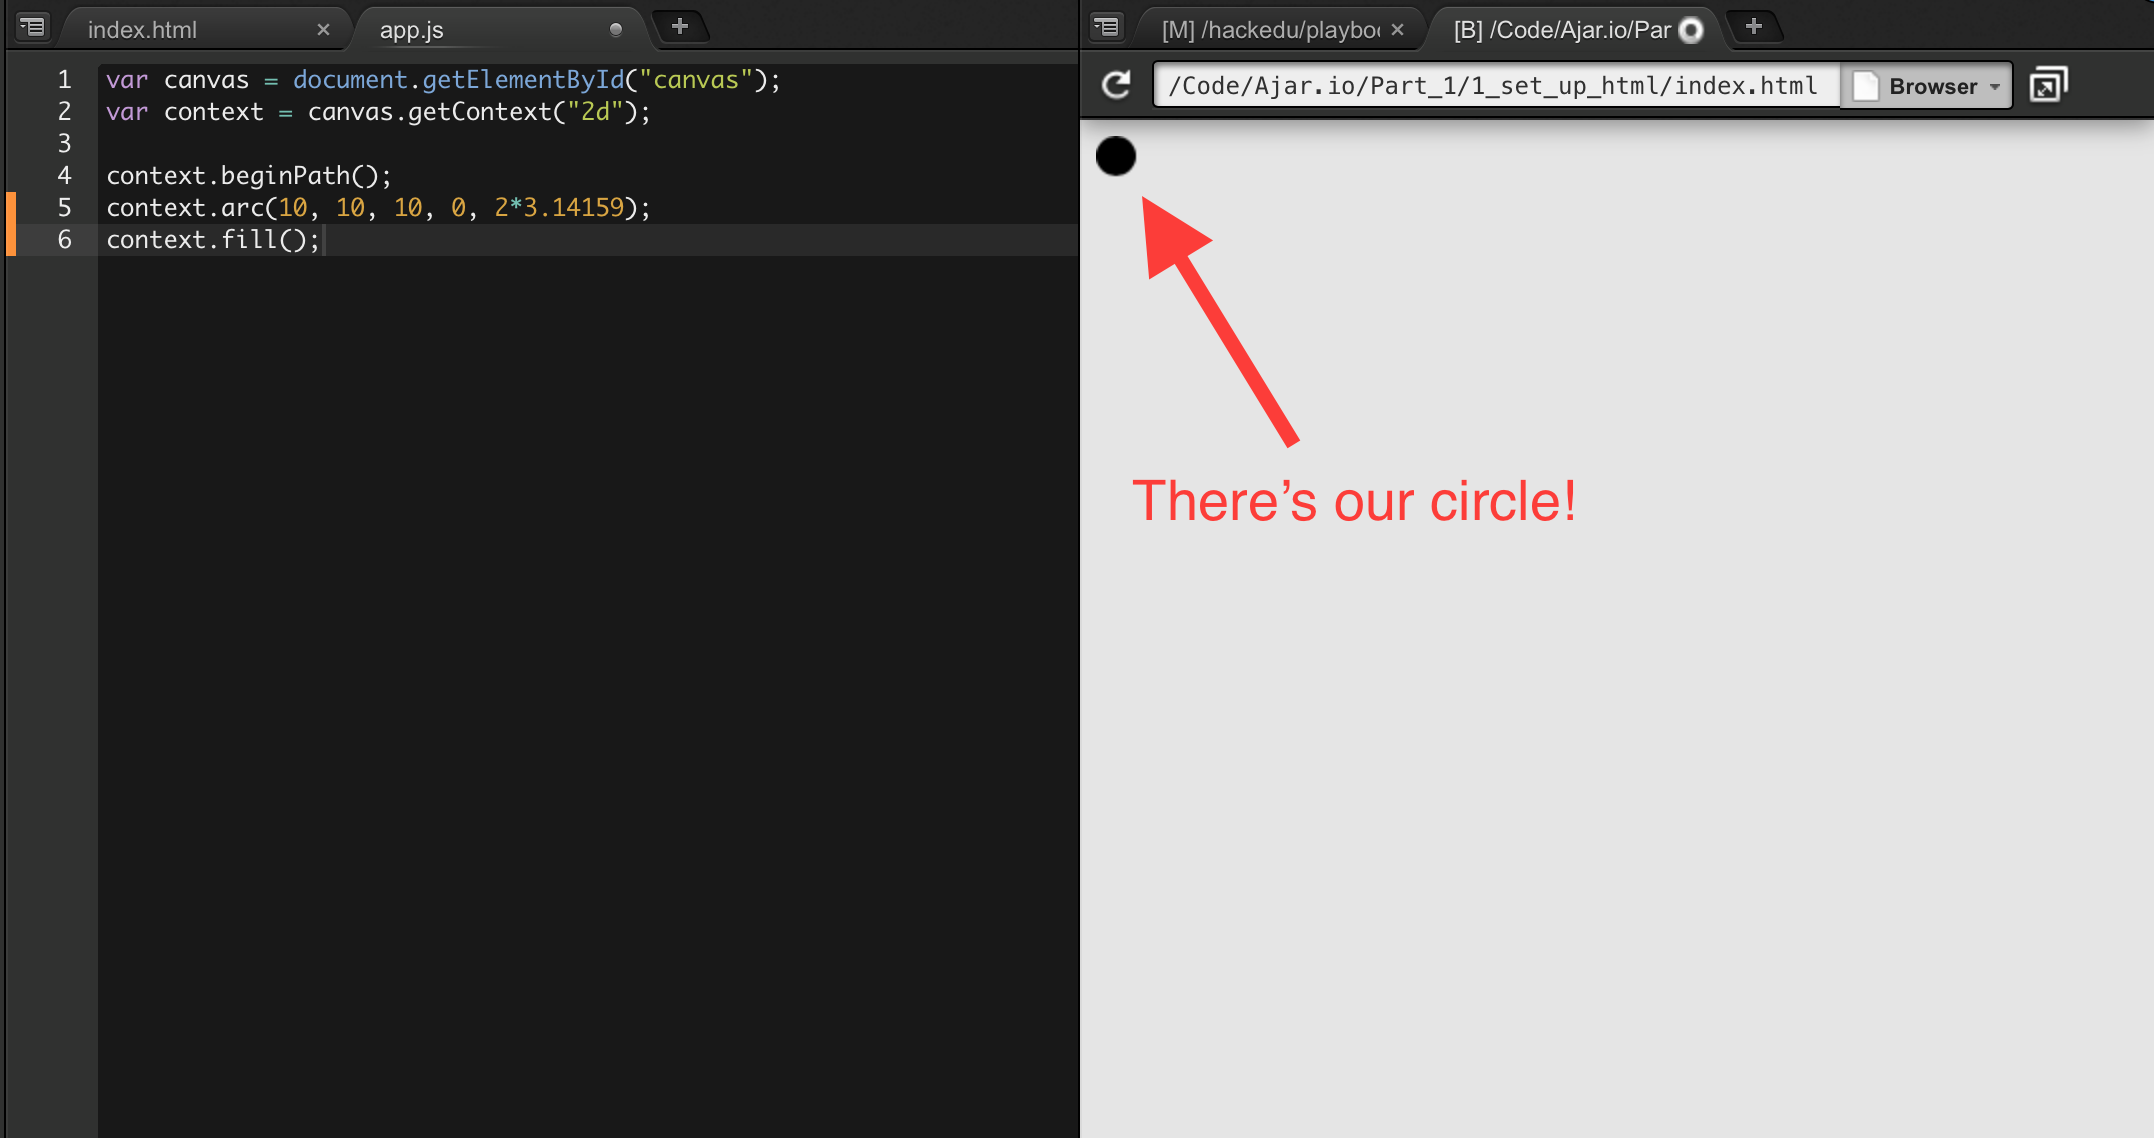 index.html
app.js
1 var canvas = document.getElementById("canvas");
2 var context = canvas.getContext("2d");
3
4 context.beginPath();
5 context.arc(10, 10, 10, 0, 2*3.14159);
6 context.fill();
[M] /hackedu/playboo
[B] /Code/Ajar.io/Par
/Code/Ajar.io/Part_1/1_set_up_html/index.html
Browser
There's our circle!